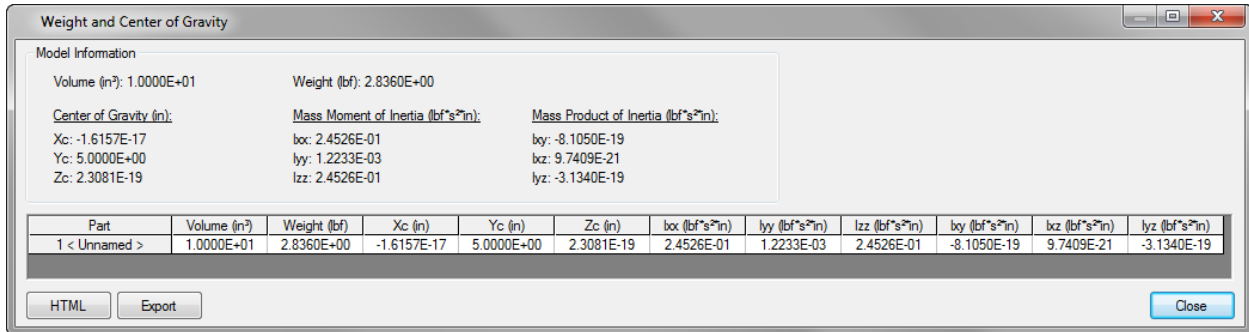 Weight and Center of Gravity
Model Information
Volume (in³): 1.0000E+01 Weight (lbf): 2.8360E+00
Center of Gravity (in): Mass Moment of Inertia (lbf*s²*in): Mass Product of Inertia (lbf*s²*in):
Xc: -1.6157E-17 Ixx: 2.4526E-01 Ixy: -8.1050E-19
Yc: 5.0000E+00 Iyy: 1.2233E-03 Ixz: 9.7409E-21
Zc: 2.3081E-19 Izz: 2.4526E-01 Iyz: -3.1340E-19
Part Volume (in³) Weight (lbf) Xc (in) Yc (in) Zc (in) Ixx (lbf*s²*in) Iyy (lbf*s²*in) Izz (lbf*s²*in) Ixy (lbf*s²*in) Ixz (lbf*s²*in) Iyz (lbf*s²*in)
1 < Unnamed > 1.0000E+01 2.8360E+00 -1.6157E-17 5.0000E+00 2.3081E-19 2.4526E-01 1.2233E-03 2.4526E-01 -8.1050E-19 9.7409E-21 -3.1340E-19
HTML Export Close